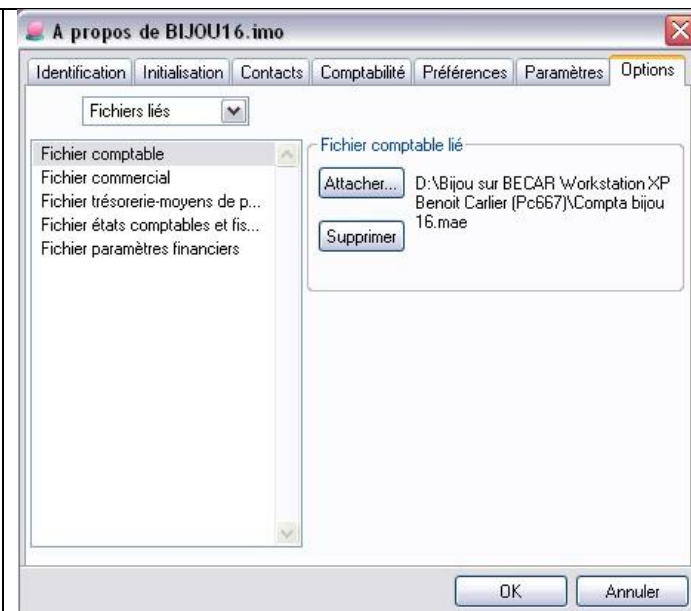 A propos de BIJOU16.imo
Identification Initialisation Contacts Comptabilité Préférences Paramètres Options
Fichiers liés
Fichier comptable
Fichier commercial
Fichier trésorerie-moyens de p...
Fichier états comptables et fis...
Fichier paramètres financiers
Fichier comptable lié
Attacher...
D:\Bijou sur BECAR Workstation XP
Benoit Carlier (Pc667)\Compta bijou
16.mae
Supprimer
OK Annuler